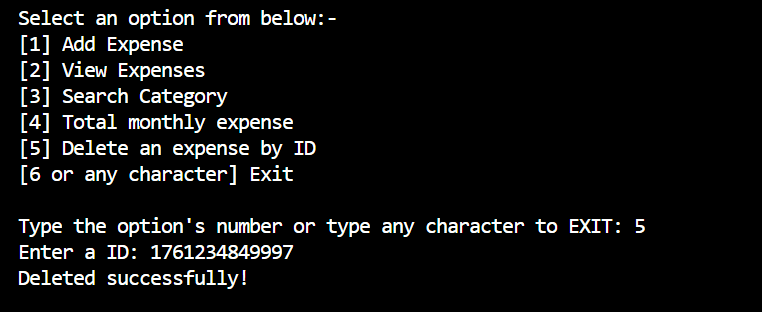 Select an option from below:-
[1] Add Expense
[2] View Expenses
[3] Search Category
[4] Total monthly expense
[5] Delete an expense by ID
[6 or any character] Exit
Type the option's number or type any character to EXIT: 5
Enter a ID: 1761234849997
Deleted successfully!